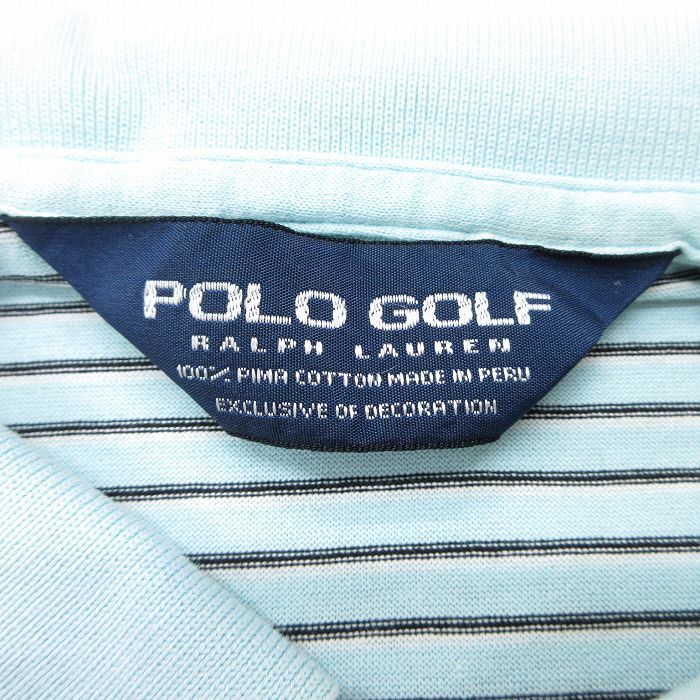 POLO GOLF
RALPH LAUREN
100% PIMA COTTON MADE IN PERU
EXCLUSIVE OF DECORATION